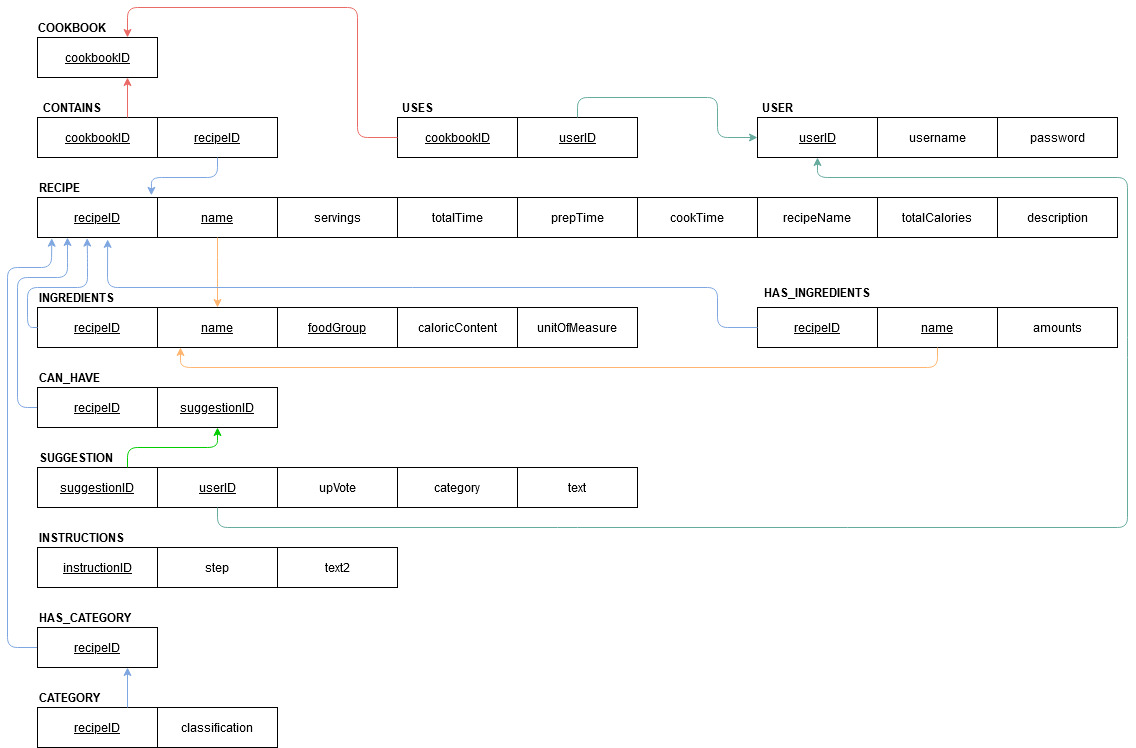 COOKBOOK
cookbookID
CONTAINS USES USER
cookbookID recipeID cookbookID userID userID username password
RECIPE
recipeID name servings totalTime prepTime cookTime recipeName totalCalories description
INGREDIENTS HAS_INGREDIENTS
recipeID name foodGroup caloricContent unitOfMeasure recipeID name amounts
CAN_HAVE
recipeID suggestionID
SUGGESTION
suggestionID userID upVote category text
INSTRUCTIONS
instructionID step text2
HAS_CATEGORY
recipeID
CATEGORY
recipeID classification